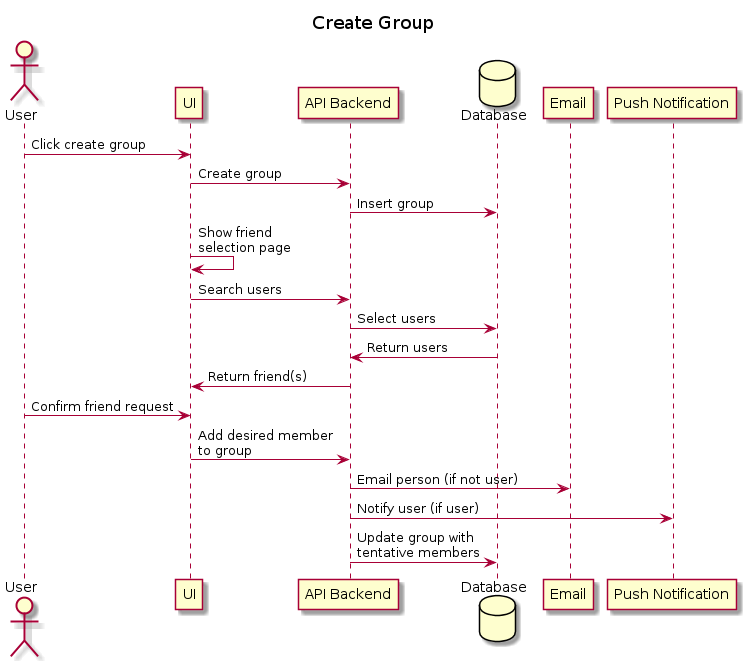 Create Group
User
UI
API Backend
Database
Email
Push Notification
Click create group
Create group
Insert group
Show friend
selection page
Search users
Select users
Return users
Return friend(s)
Confirm friend request
Add desired member
to group
Email person (if not user)
Notify user (if user)
Update group with
tentative members
User
UI
API Backend
Database
Email
Push Notification